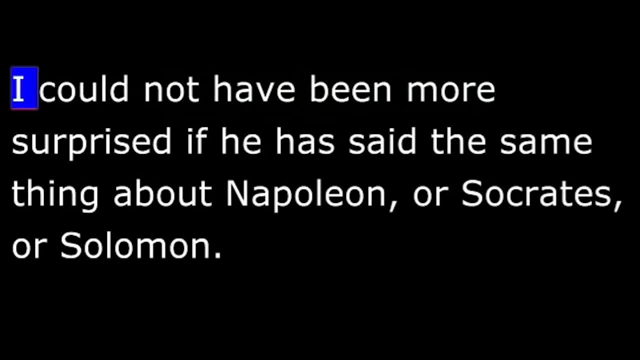 I could not have been more
surprised if he has said the same
thing about Napoleon, or Socrates,
or Solomon.